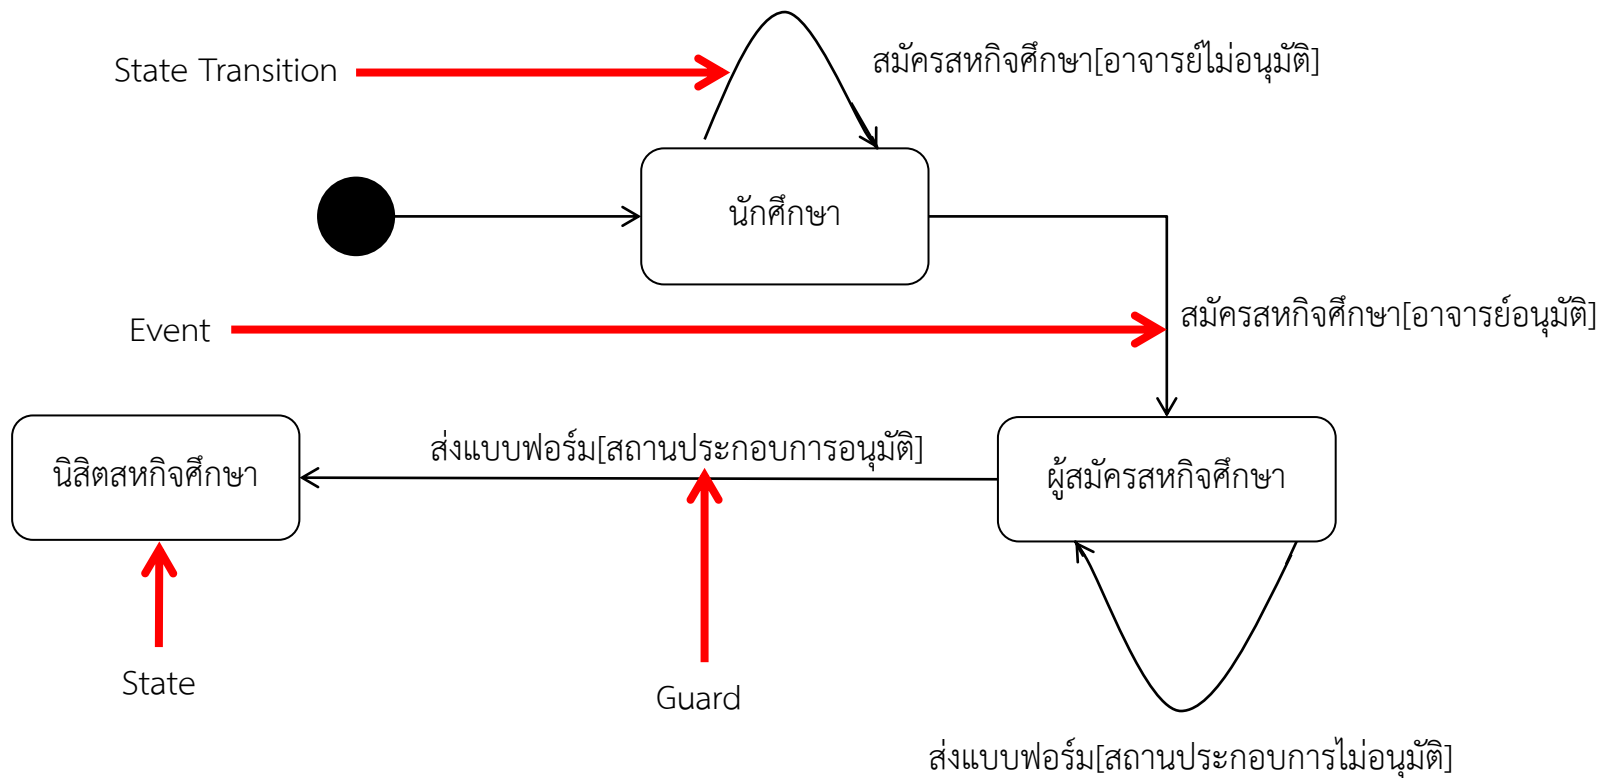 สมัครสหกิจศึกษา[อาจารย์ไม่อนุมัติ]
State Transition
นักศึกษา
สมัครสหกิจศึกษา[อาจารย์อนุมัติ]
Event
ส่งแบบฟอร์ม[สถานประกอบการอนุมัติ]
นิสิตสหกิจศึกษา
ผู้สมัครสหกิจศึกษา
State
Guard
ส่งแบบฟอร์ม[สถานประกอบการไม่อนุมัติ]